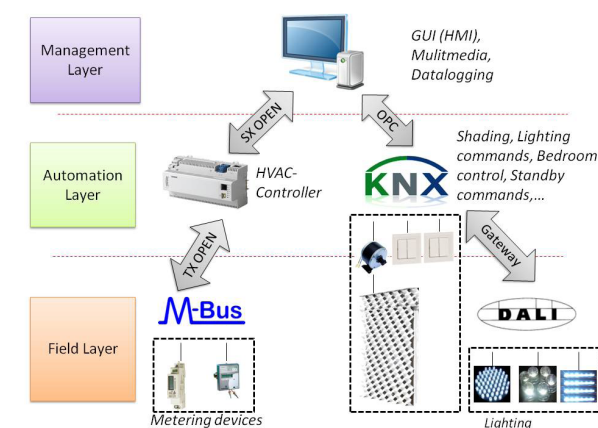 Management
Layer
GUI (HMI),
Mulitmedia,
Datalogging
SX OPEN
OPC
Automation
Layer
HVAC-
Controller
KNX
Shading, Lighting
commands, Bedroom
control, Standby
commands,...
TX OPEN
Gateway
Field Layer
M-Bus
DALI
Metering devices
Lighting